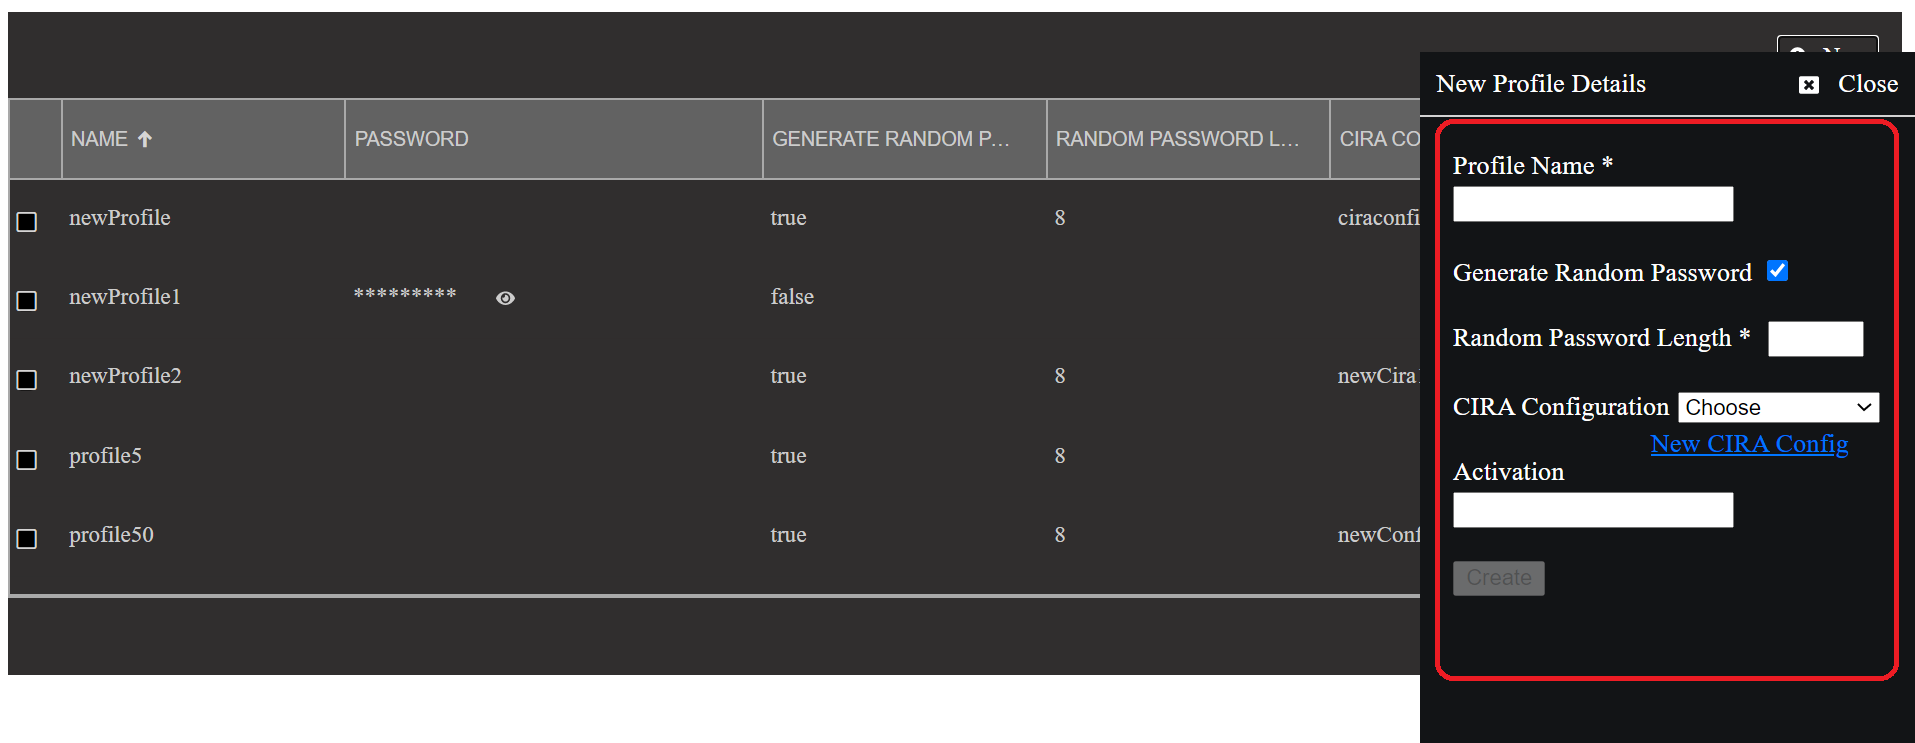 New Profile Details Close
NAME PASSWORD GENERATE RANDOM P... RANDOM PASSWORD L... CIRA CO
newProfile true 8 ciraconfi
newProfile1 ********* false
newProfile2 true 8 newCira
profile5 true 8
profile50 true 8 newConf
Profile Name *
Generate Random Password
Random Password Length *
CIRA Configuration Choose
New CIRA Config
Activation
Create